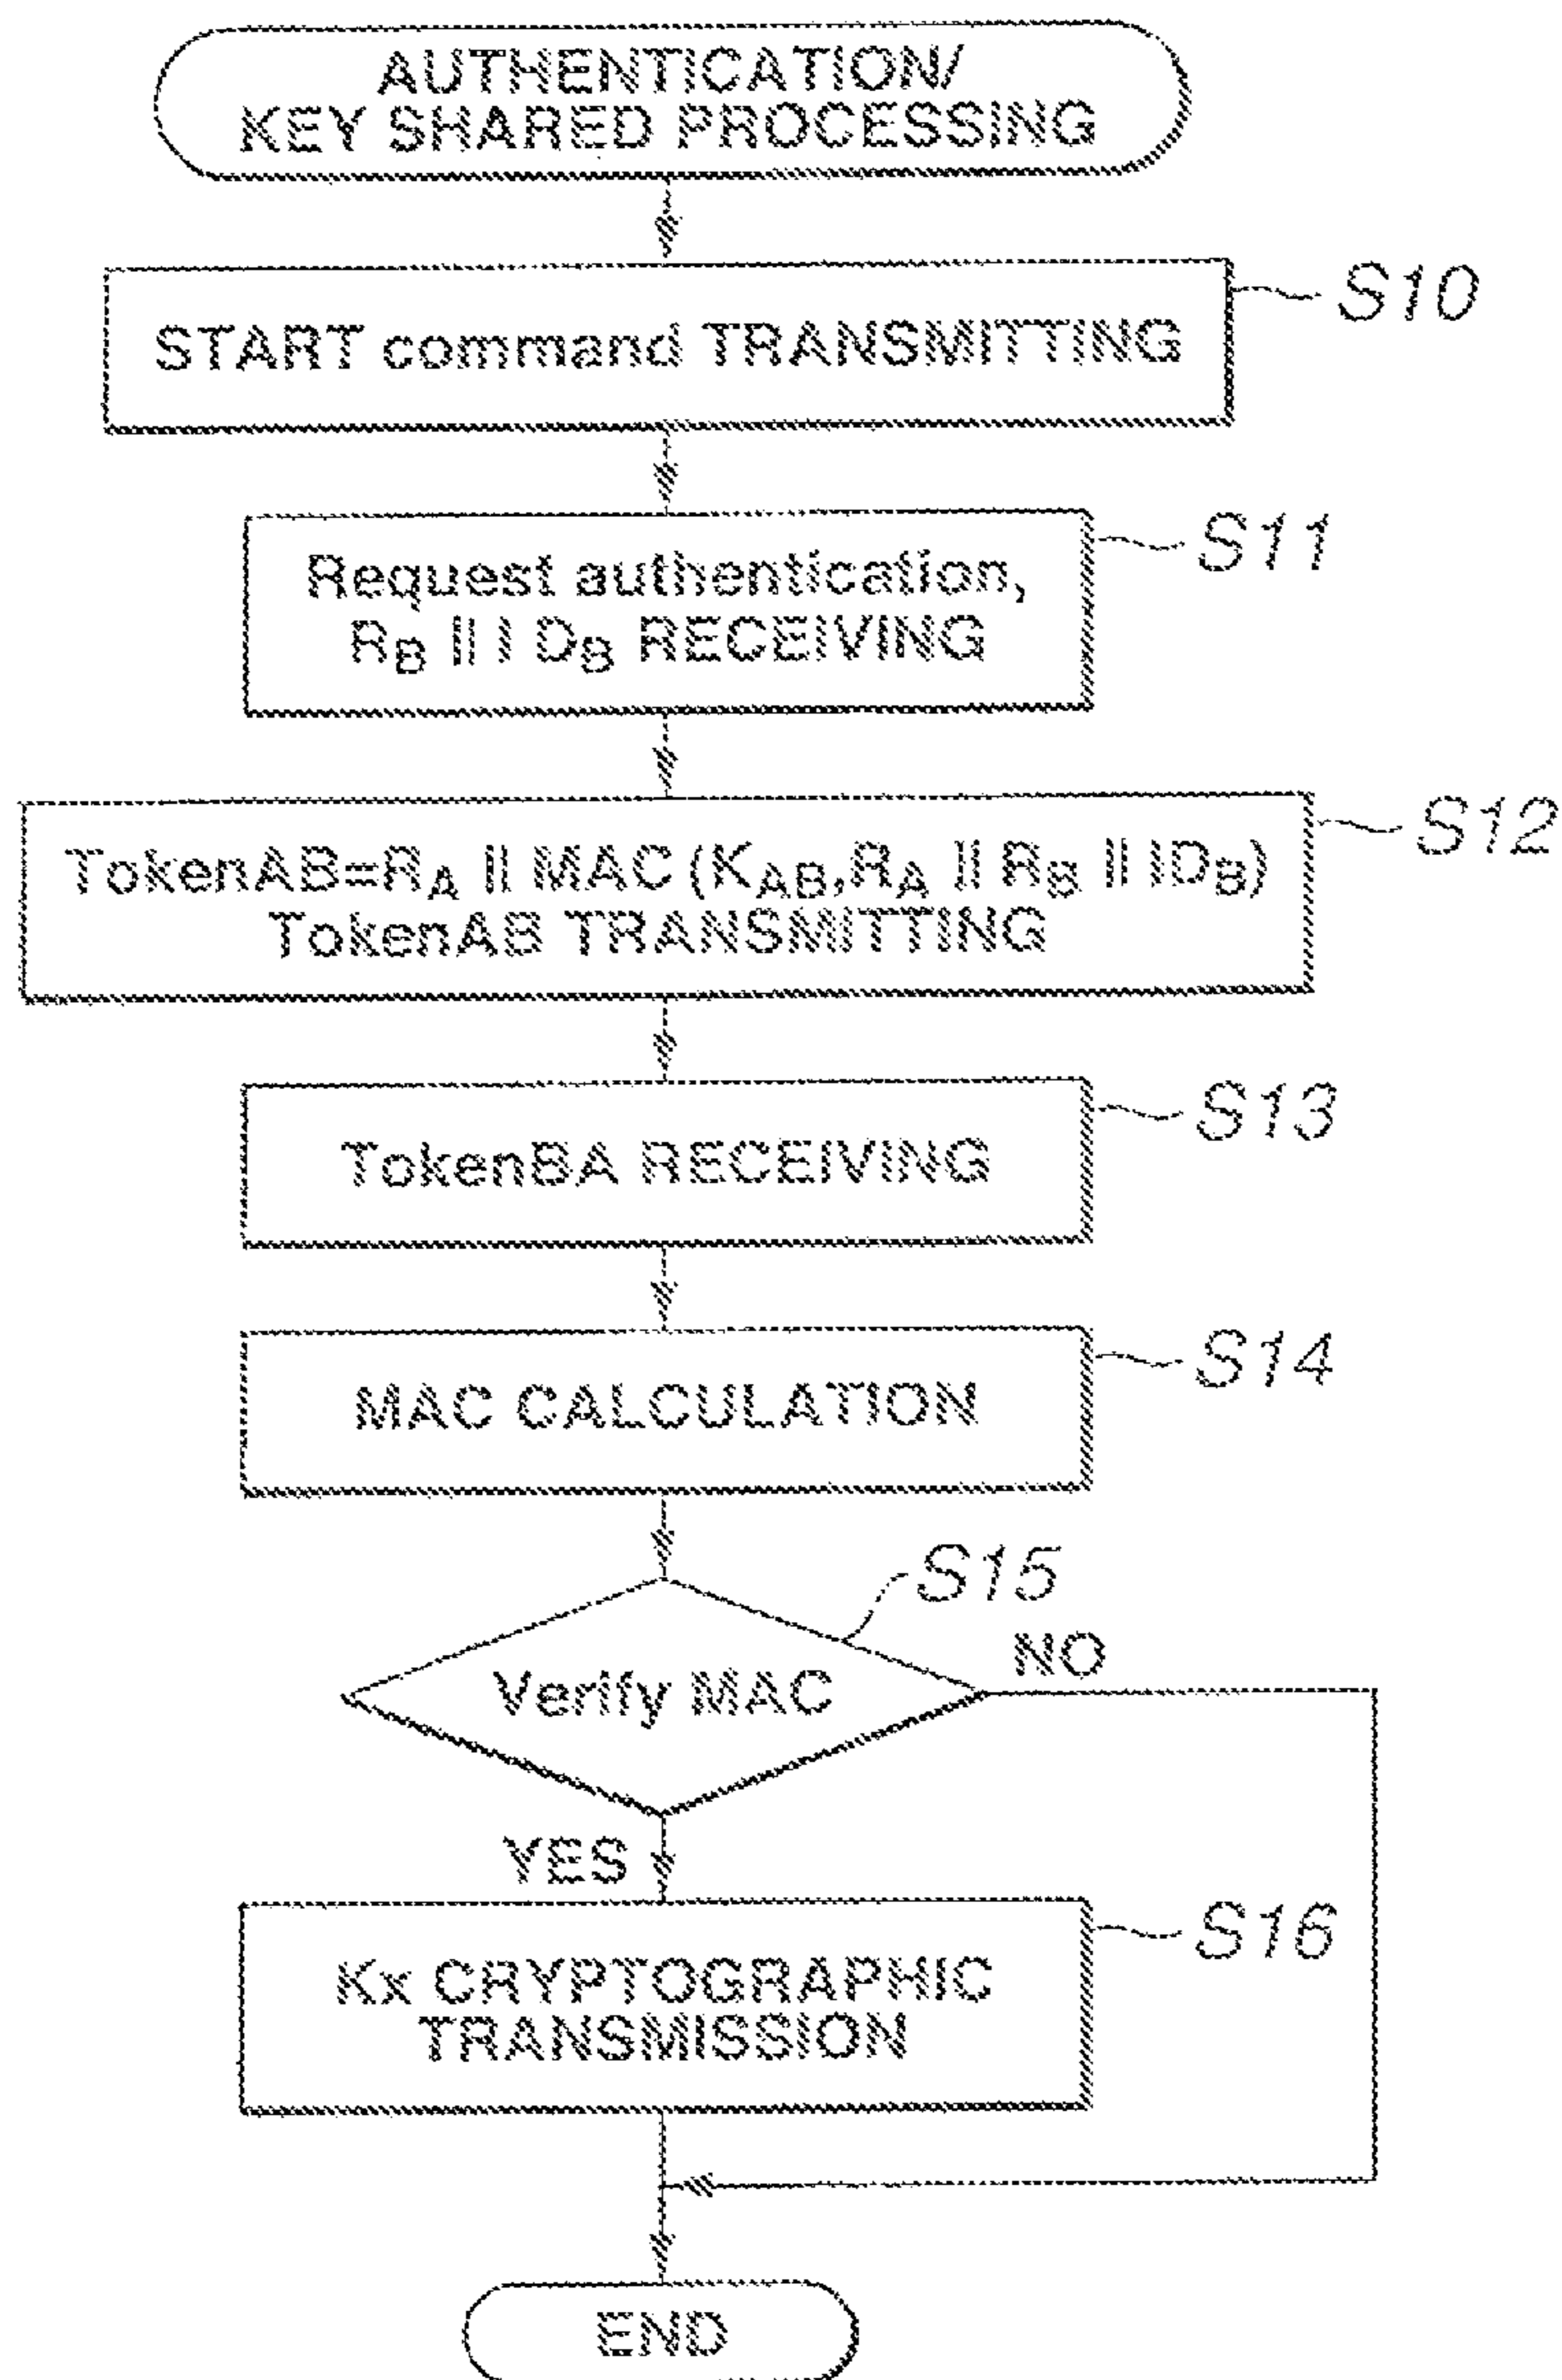 AUTHENTICATION/
KEY SHARED PROCESSING
START command TRANSMITTING
S10
Request authentication,
RB || I DB RECEIVING
S11
TokenAB=RA || MAC (KAB,RA || RB || IDB)
TokenAB TRANSMITTING
S12
TokenBA RECEIVING
S13
MAC CALCULATION
S14
S15
Verify MAC
NO
YES
Kx CRYPTOGRAPHIC
TRANSMISSION
S16
END